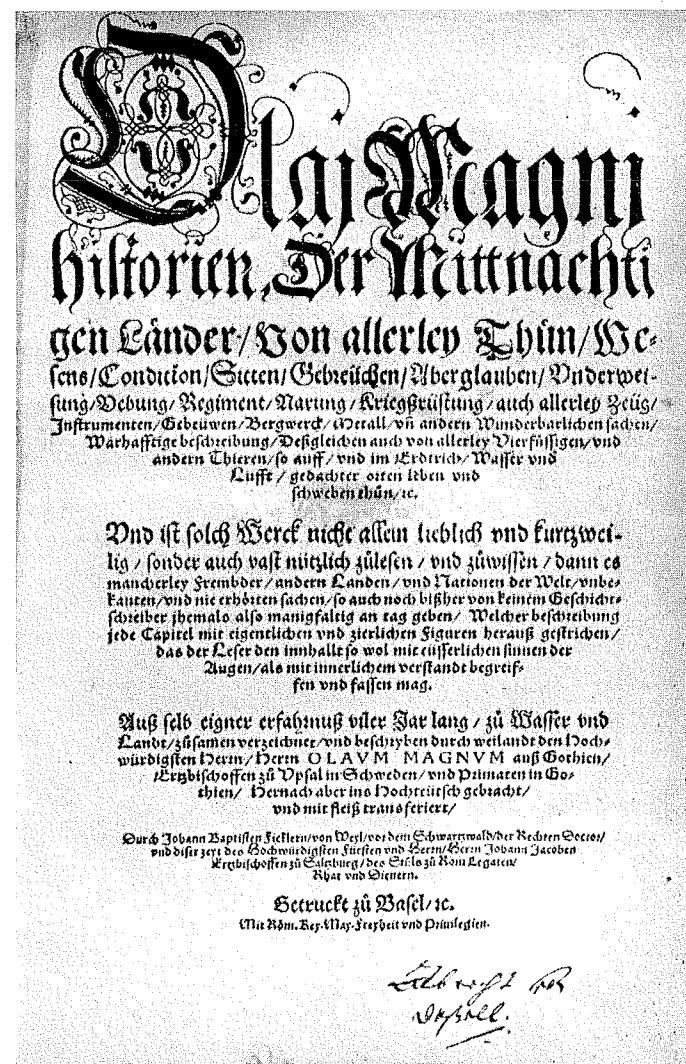 Olaj Magnj
historien, Der Mittnachti
gen Länder/Von allerley Thůn/We-
sens/Condition/Sitten/Gebreüchen/Aberglauben/Vnderwei-
sung/Vebung/Regiment/Narung/Kriegßrüstung/auch allerley Zeüg/
Instrumenten/Gebeüwen/Bergwerck/Metall/vñ andern Wunderbarlichen sachen/
Warhafftige beschreibung/Deßgleichen auch von allerley Vierfüssigen/vnd
andern Thieren/so auff/vnd im Erdtrich/Wasser vnd
Lufft/gedachter orten leben vnd
schweben thůn/ꝛc.
Vnd ist solch Werck nicht allein lieblich vnd kurtzwei-
lig/sonder auch vast nützlich zůlesen/vnd zůwissen/dann es
mancherley Frembder/andern Landen/vnd Nationen der Welt/vnbe-
kanten/vnd nie erhörten sachen/so auch noch bißher von keinem Geschicht-
schreiber jhemals also manigfaltig an tag geben/Welcher beschreibung
jede Capitel mit eigentlichen vnd zierlichen Figuren herauß gestrichen/
das der Leser den innhallt so wol mit eüsserlichen sinnen der
Augen/als mit innerlichem verstandt begreif-
fen vnd fassen mag.
Auß selb eigner erfahrnuß viler Jar lang/zů Wasser vnd
Landt/zůsamen verzeichnet/vnd beschryben durch weilandt den Hoch-
würdigsten Herrn/Herrn OLAVM MAGNVM auß Gothien/
Ertzbischoffen zů Vpsal in Schweden/vnd Primaten in Go-
thien/Hernach aber ins Hochteütsch gebracht/
vnd mit fleiß transferiert/
Durch Johann Baptisten Ficklern/von Weyl/vor dem Schwartzwald/der Rechten Doctor/
vnd diser zeyt des Hochwürdigsten Fürsten vnd Herrn/Herrn Johann Jacoben
Ertzbischoffen zů Saltzburg/des Stůls zů Rom Legaten/
Rhat vnd Dienern.
Getruckt zů Basel/ꝛc.
Mit Röm. Key. May. Freyheit vnd Priuilegien.
Albrecht